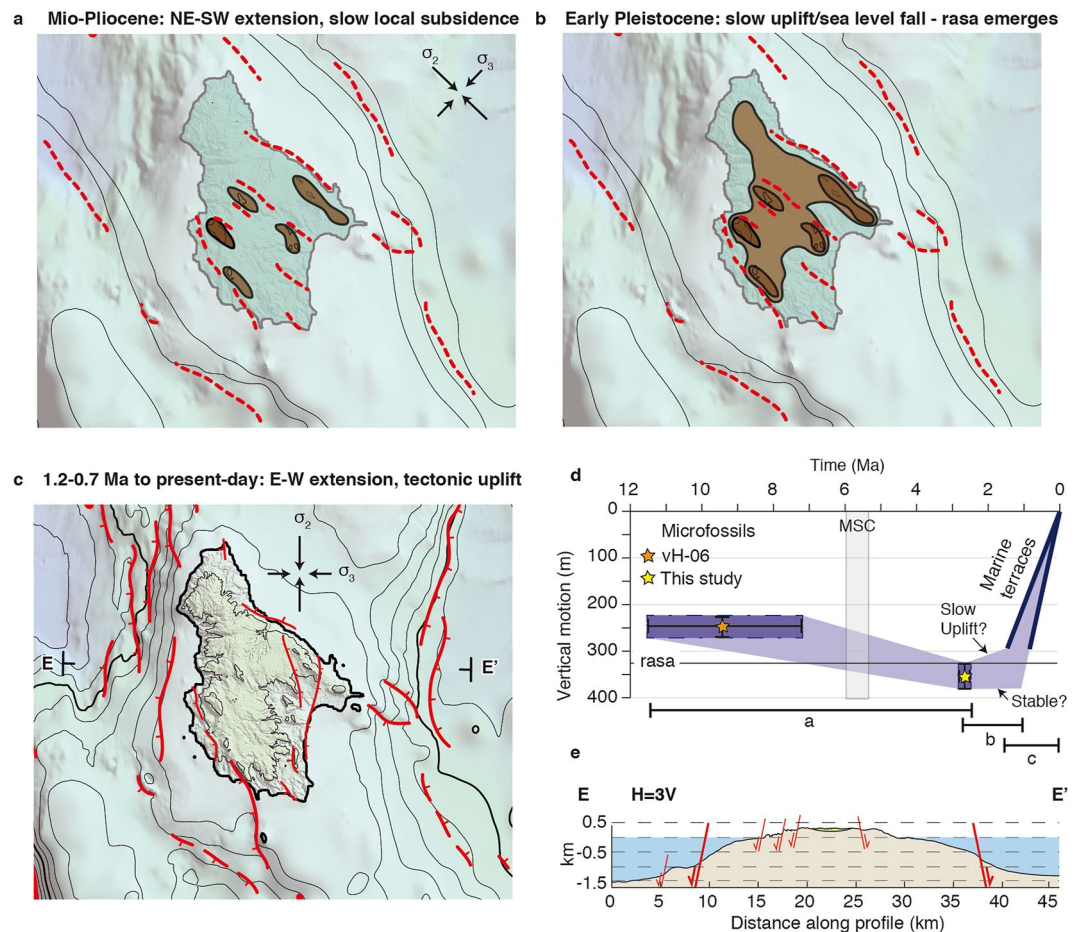 a Mio-Pliocene: NE-SW extension, slow local subsidence
σ2 σ3
b Early Pleistocene: slow uplift/sea level fall - rasa emerges
c 1.2-0.7 Ma to present-day: E-W extension, tectonic uplift
σ2
σ3
E E'
d
Time (Ma)
12 10 8 6 4 2 0
Vertical motion (m)
0
100
200
300
400
MSC
Microfossils
vH-06
This study
Marine
terraces
Slow
Uplift?
rasa
Stable?
a
b
c
e
E H=3V E'
km
0.5
-0.5
-1.5
0 5 10 15 20 25 30 35 40 45
Distance along profile (km)